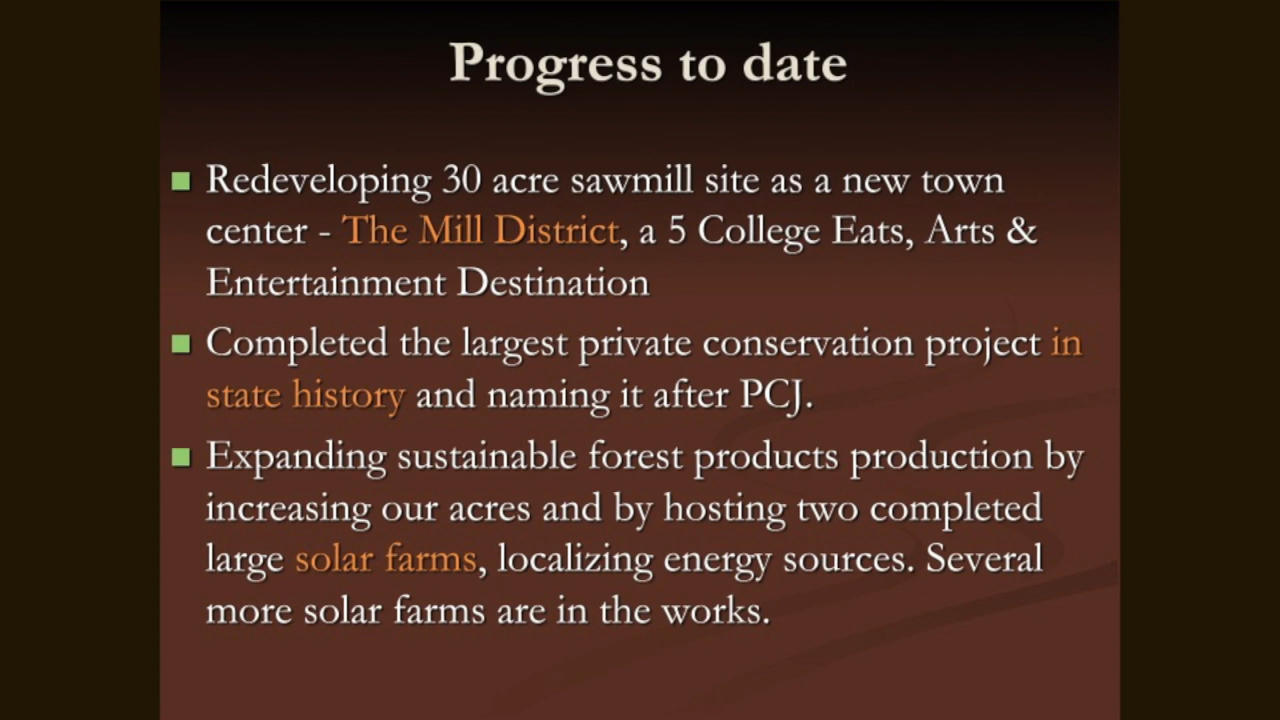 Progress to date
Redeveloping 30 acre sawmill site as a new town
center - The Mill District, a 5 College Eats, Arts &
Entertainment Destination
Completed the largest private conservation project in
state history and naming it after PCJ.
Expanding sustainable forest products production by
increasing our acres and by hosting two completed
large solar farms, localizing energy sources. Several
more solar farms are in the works.